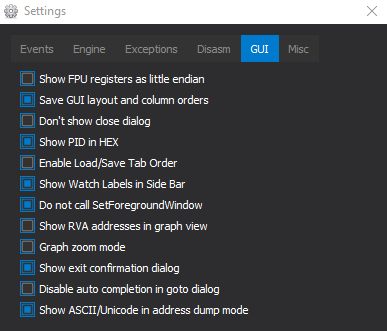 Settings
Events Engine Exceptions Disasm GUI Misc
Show FPU registers as little endian
Save GUI layout and column orders
Don't show close dialog
Show PID in HEX
Enable Load/Save Tab Order
Show Watch Labels in Side Bar
Do not call SetForegroundWindow
Show RVA addresses in graph view
Graph zoom mode
Show exit confirmation dialog
Disable auto completion in goto dialog
Show ASCII/Unicode in address dump mode